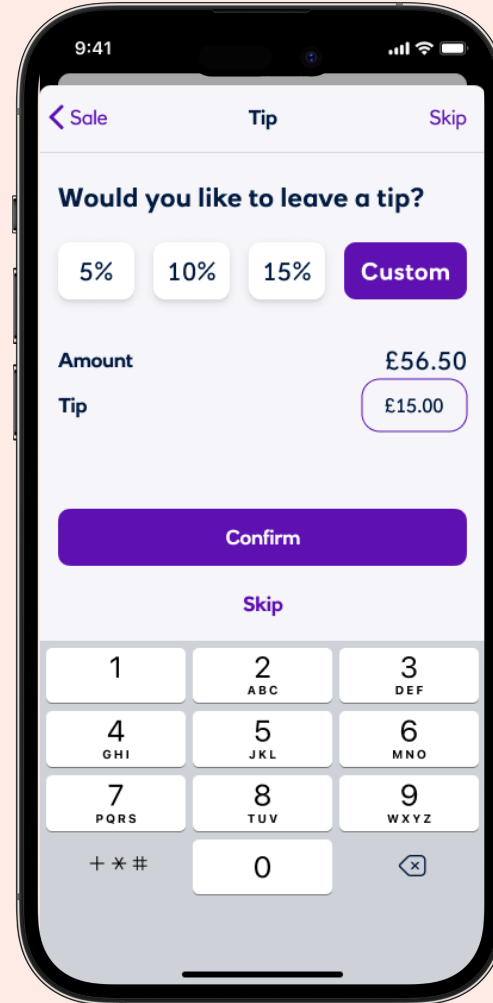 9:41
Sale Tip Skip
Would you like to leave a tip?
5% 10% 15% Custom
Amount £56.50
Tip £15.00
Confirm
Skip
1 2 3
ABC DEF
4 5 6
GHI JKL MNO
7 8 9
PQRS TUV WXYZ
+*# 0